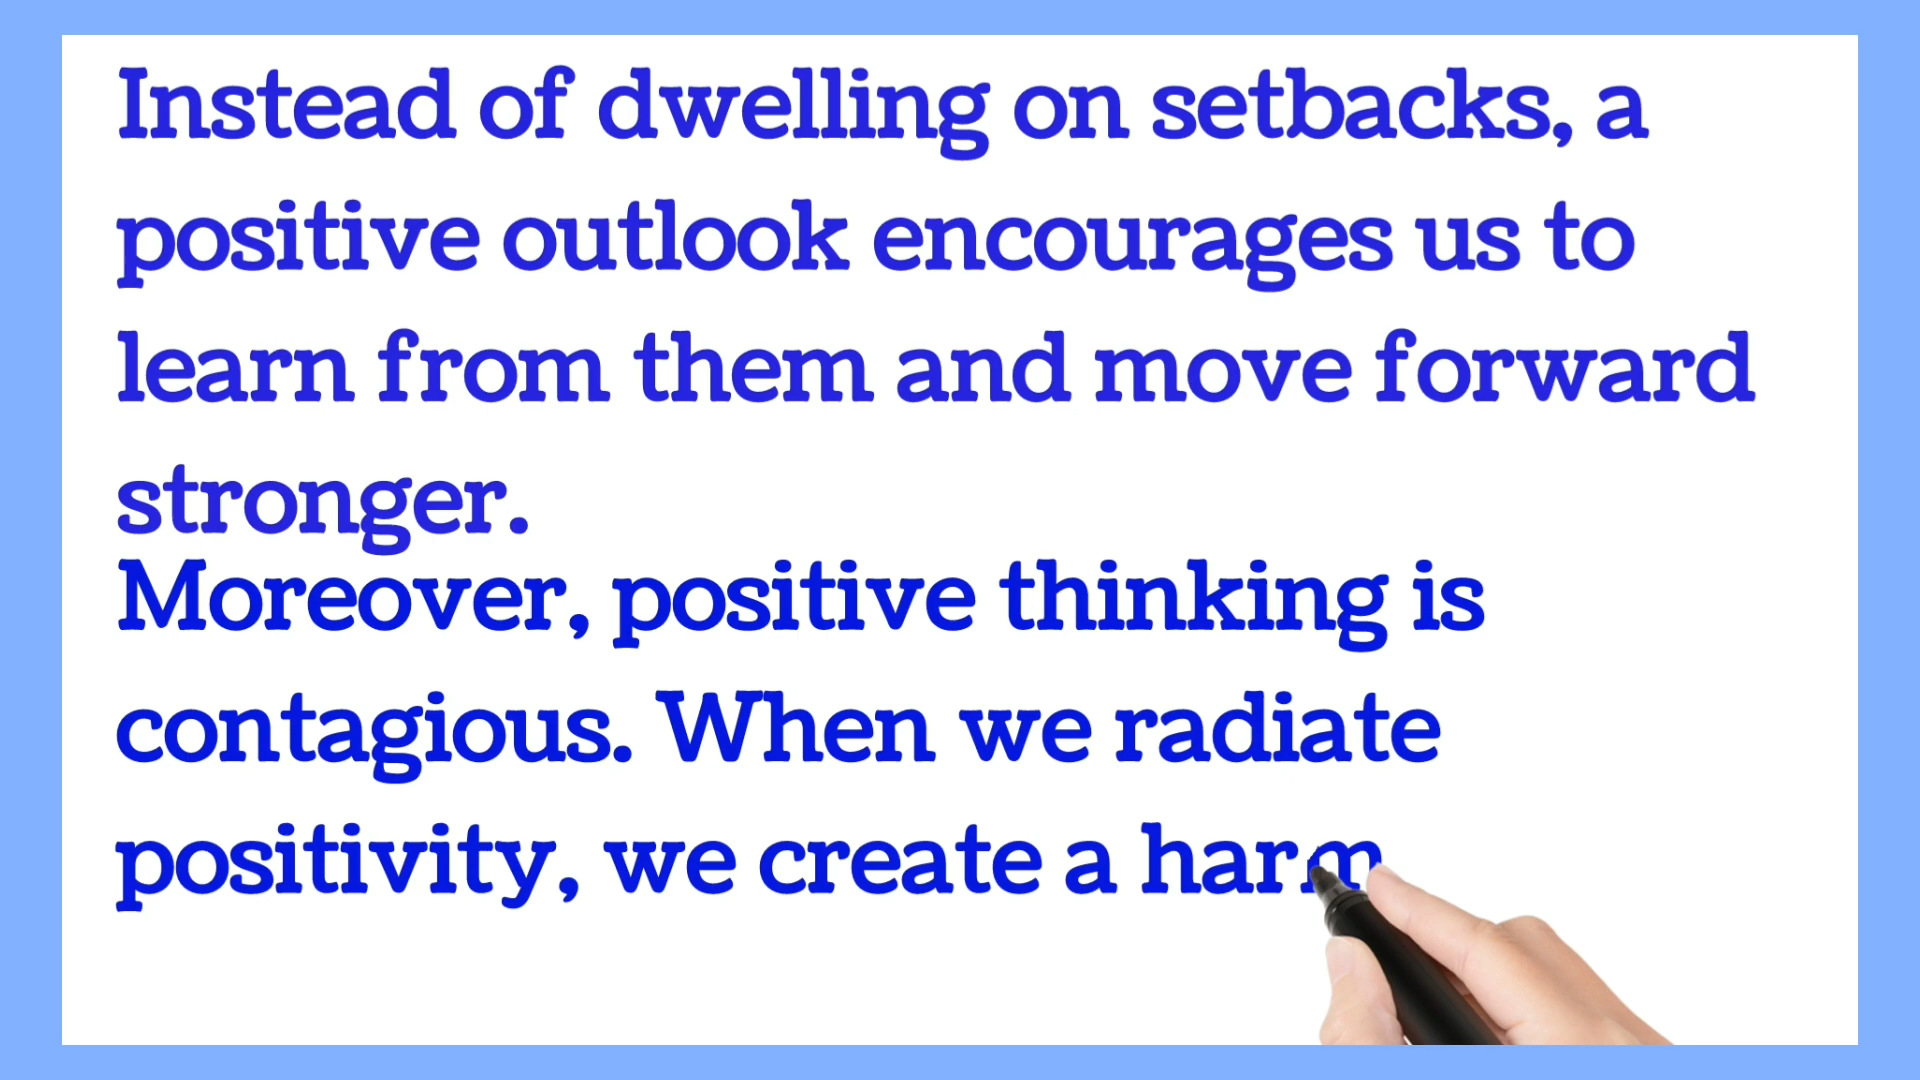 Instead of dwelling on setbacks, a
positive outlook encourages us to
learn from them and move forward
stronger.
Moreover, positive thinking is
contagious. When we radiate
positivity, we create a harm